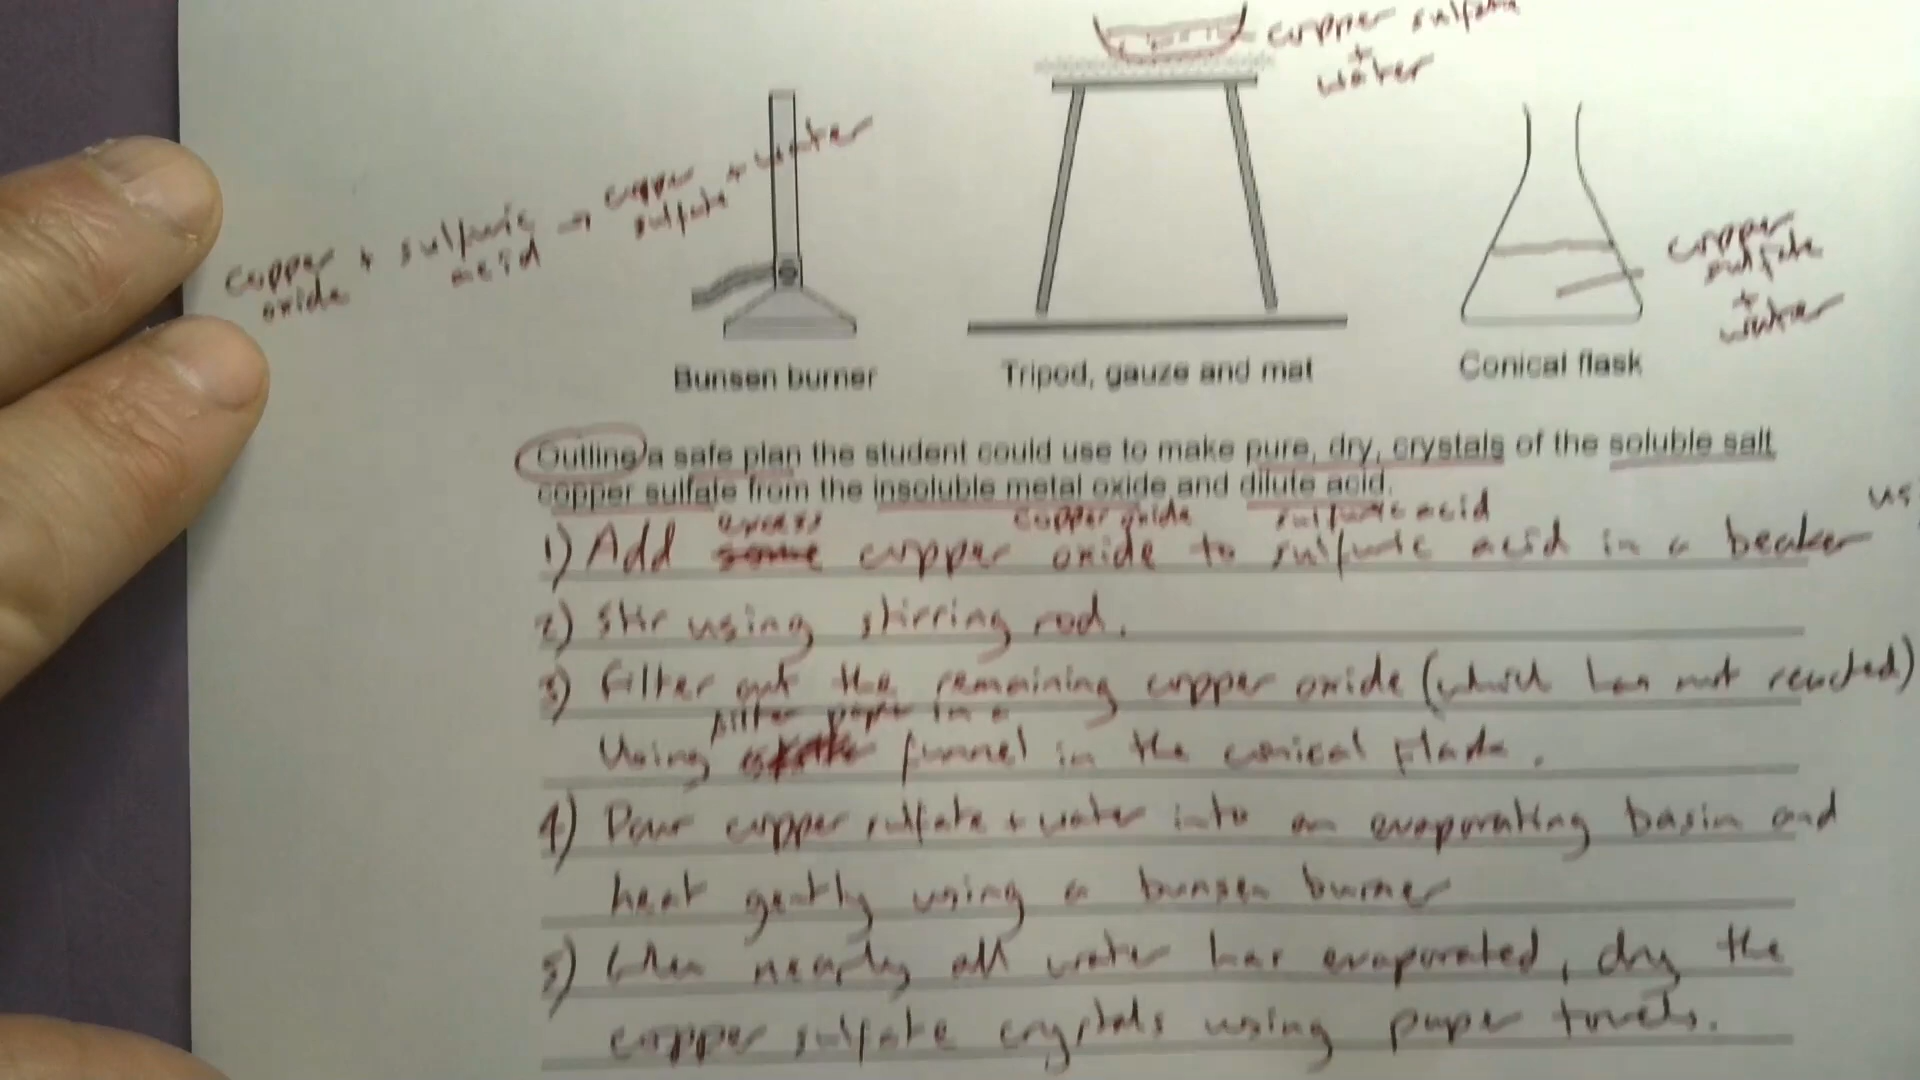 copper sulfate
+
water
copper oxide + sulfuric acid → copper sulfate + water
copper
sulfate
+
water
Bunsen burner
Tripod, gauze and mat
Conical flask
Outline a safe plan the student could use to make pure, dry, crystals of the soluble salt
copper sulfate from the insoluble metal oxide and dilute acid.
copper oxide sulfuric acid
excess
us
1) Add some copper oxide to sulfuric acid in a beaker
2) Stir using stirring rod.
3) Filter out the remaining copper oxide (which has not reacted)
filter paper in a
Using funnel in the conical flask.
4) Pour copper sulfate + water into an evaporating basin and
heat gently using a bunsen burner
5) When nearly all water has evaporated, dry the
copper sulfate crystals using paper towels.